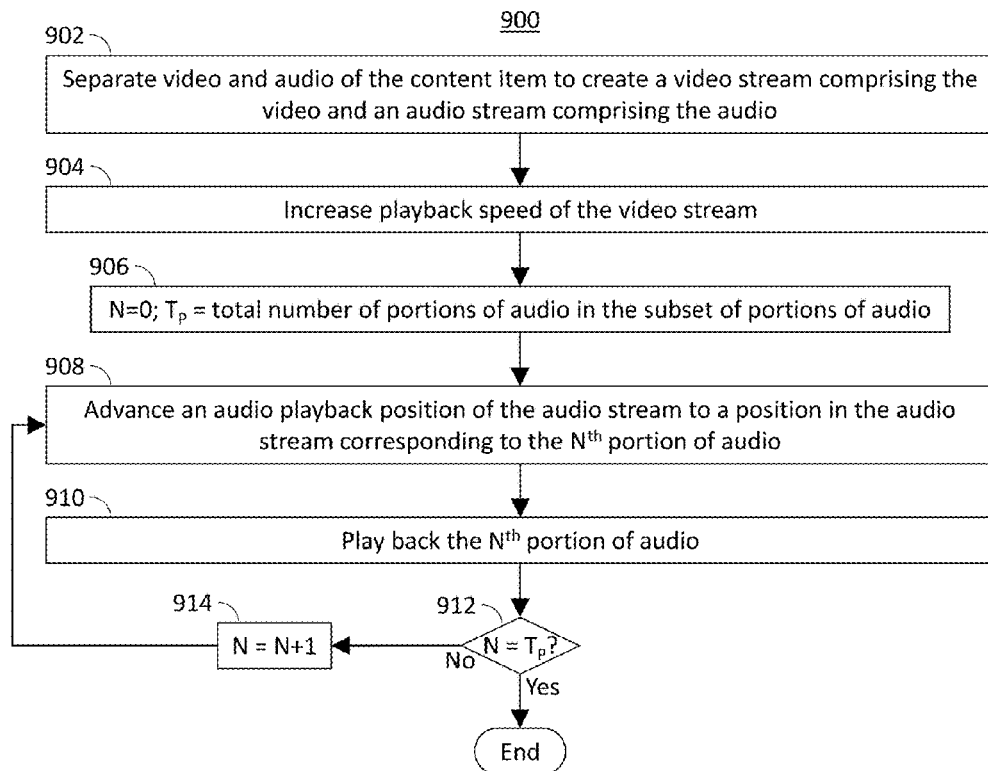 900
902
Separate video and audio of the content item to create a video stream comprising the
video and an audio stream comprising the audio
904
Increase playback speed of the video stream
906
N=0; Tₚ = total number of portions of audio in the subset of portions of audio
908
Advance an audio playback position of the audio stream to a position in the audio
stream corresponding to the Nᵗʰ portion of audio
910
Play back the Nᵗʰ portion of audio
912
N = Tₚ?
914
N = N+1
No
Yes
End